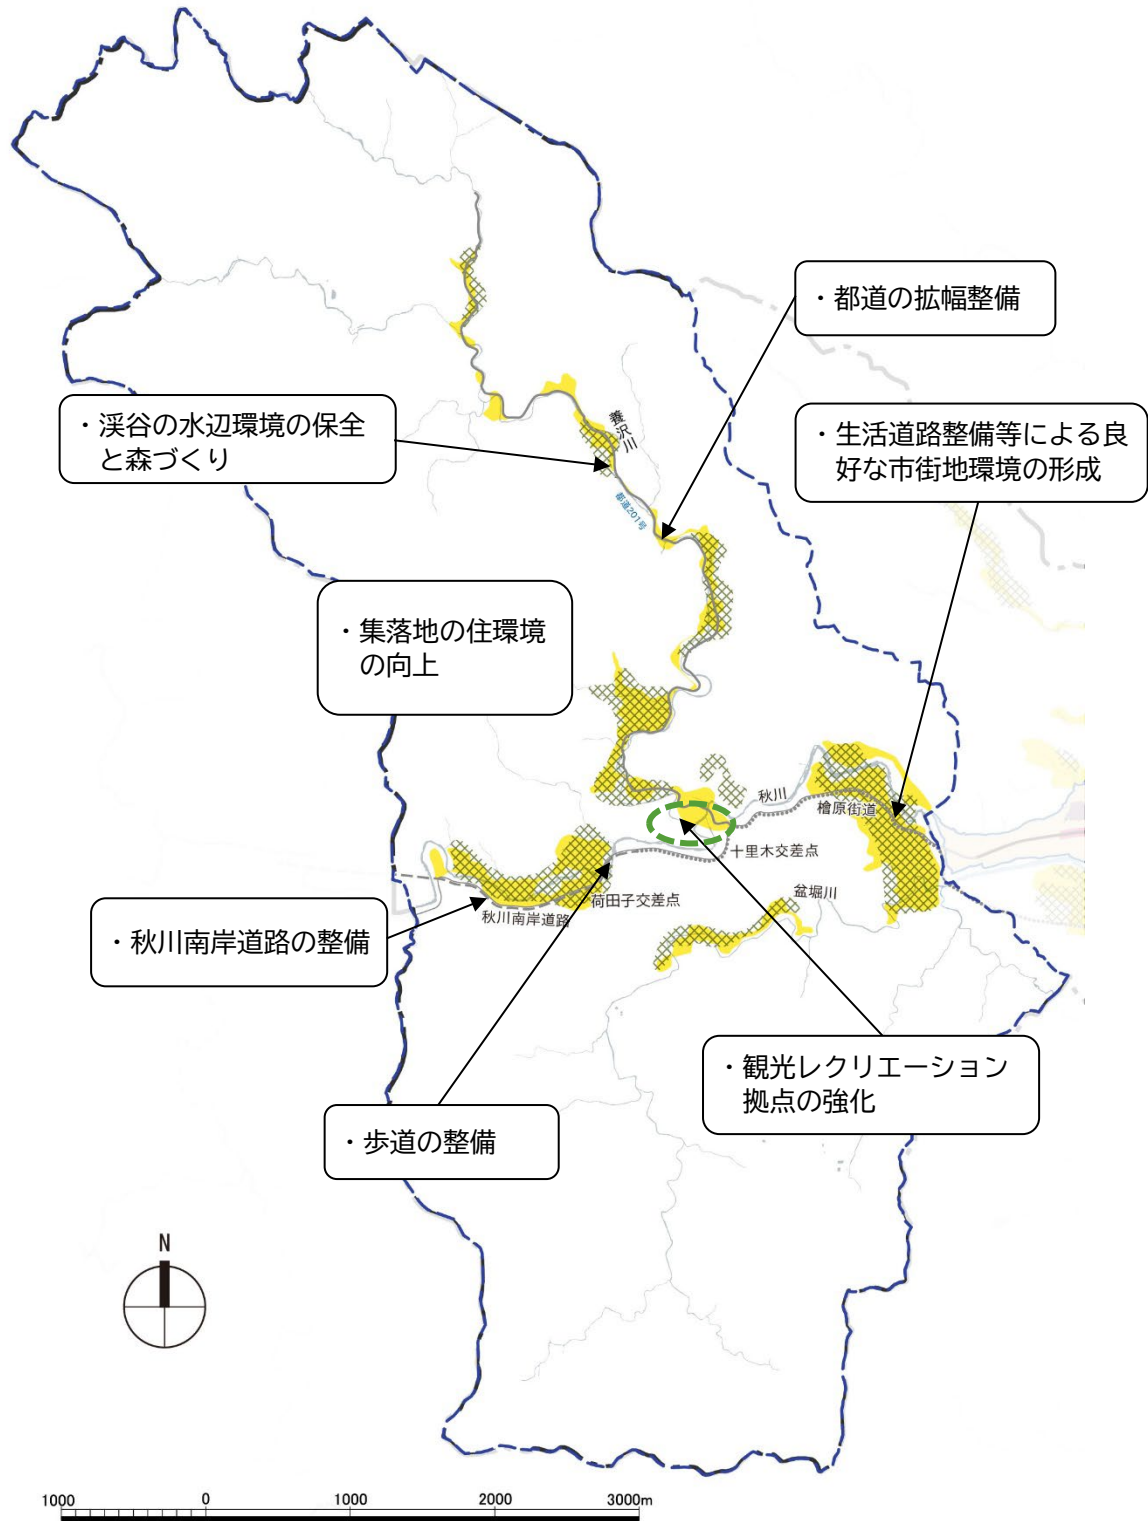 ・都道の拡幅整備
・渓谷の水辺環境の保全
と森づくり
・生活道路整備等による良
好な市街地環境の形成
養沢川
都道201号
・集落地の住環境
の向上
秋川
檜原街道
十里木交差点
盆堀川
荷田子交差点
秋川南岸道路
・秋川南岸道路の整備
・観光レクリエーション
拠点の強化
・歩道の整備
N
1000 0 1000 2000 3000m